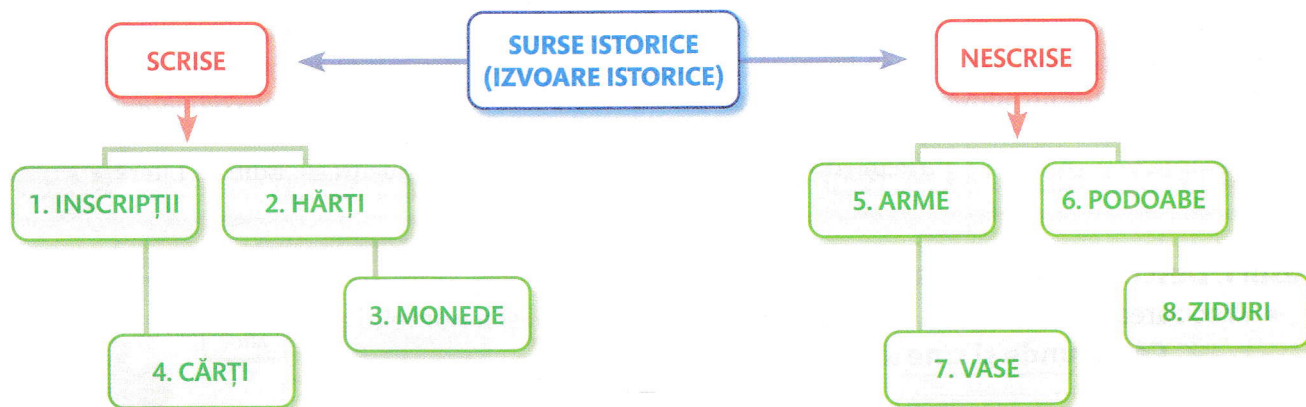 SURSE ISTORICE
(IZVOARE ISTORICE)
SCRISE
NESCRISE
1. INSCRIPȚII
2. HĂRȚI
3. MONEDE
4. CĂRȚI
5. ARME
6. PODOABE
8. ZIDURI
7. VASE